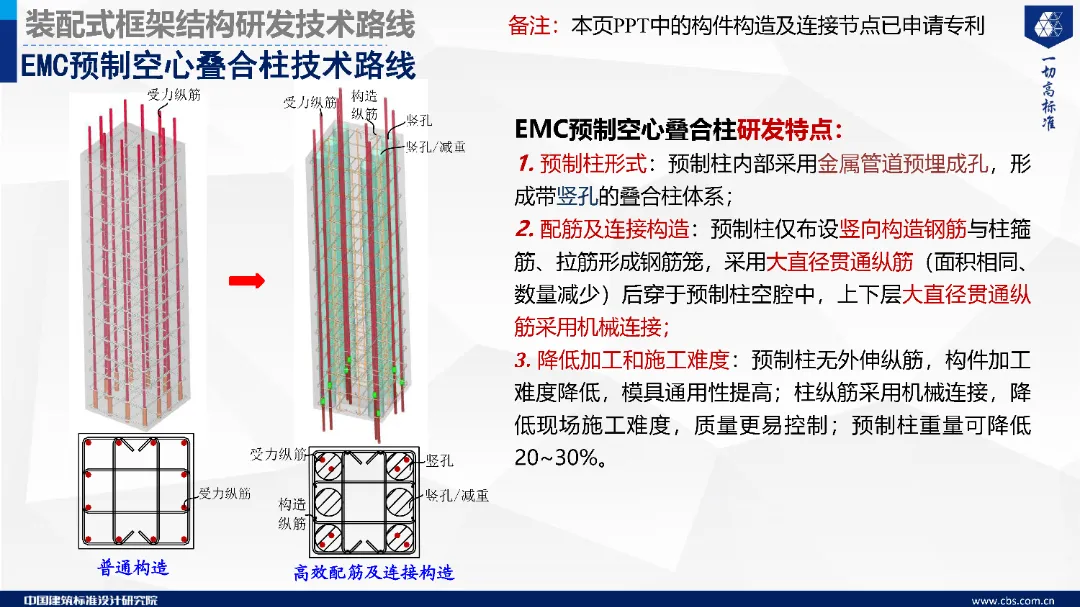 装配式框架结构研发技术路线
备注：本页PPT中的构件构造及连接节点已申请专利
EMC预制空心叠合柱技术路线
一切高标准
受力纵筋
受力纵筋
构造
纵筋
竖孔
竖孔/减重
EMC预制空心叠合柱研发特点：
1. 预制柱形式：预制柱内部采用金属管道预埋成孔，形
成带竖孔的叠合柱体系；
2. 配筋及连接构造：预制柱仅布设竖向构造钢筋与柱箍
筋、拉筋形成钢筋笼，采用大直径贯通纵筋（面积相同、
数量减少）后穿于预制柱空腔中，上下层大直径贯通纵
筋采用机械连接；
3. 降低加工和施工难度：预制柱无外伸纵筋，构件加工
难度降低，模具通用性提高；柱纵筋采用机械连接，降
低现场施工难度，质量更易控制；预制柱重量可降低
20~30%。
受力纵筋
普通构造
受力纵筋
竖孔
竖孔/减重
构造
纵筋
高效配筋及连接构造
中国建筑标准设计研究院
www.cbs.com.cn